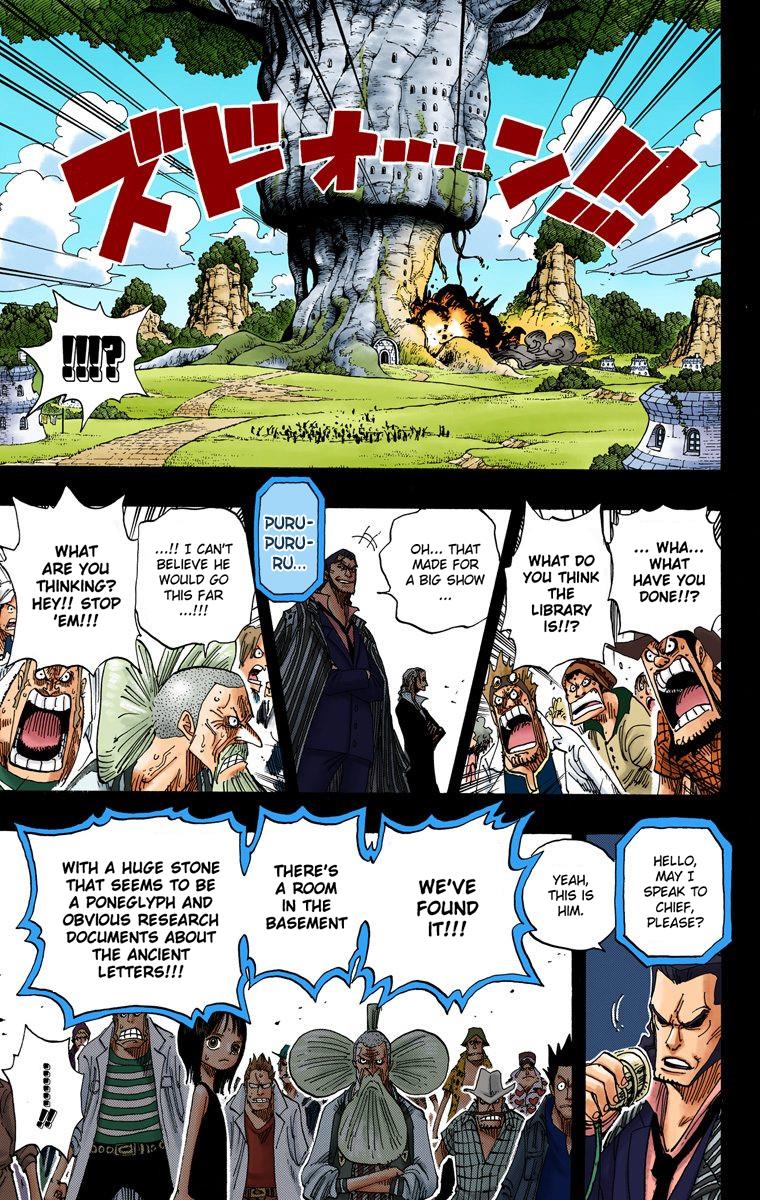 ズドォ……ン!!!
!!!?
... WHA...
WHAT
HAVE YOU
DONE!!?
WHAT DO
YOU THINK
THE
LIBRARY
IS!!?
OH... THAT
MADE FOR
A BIG SHOW
...
PURU-
PURU-
RU...
...!! I CAN'T
BELIEVE HE
WOULD GO
THIS FAR
...!!!
WHAT
ARE YOU
THINKING?
HEY!! STOP
'EM!!!
HELLO,
MAY I
SPEAK TO
CHIEF,
PLEASE?
YEAH,
THIS IS
HIM.
WE'VE
FOUND
IT!!!
THERE'S
A ROOM
IN THE
BASEMENT
WITH A HUGE STONE
THAT SEEMS TO BE
A PONEGLYPH AND
OBVIOUS RESEARCH
DOCUMENTS ABOUT
THE ANCIENT
LETTERS!!!
......!!